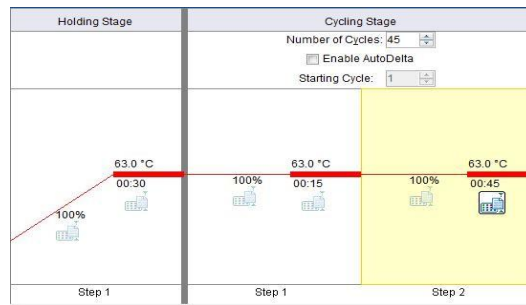 Holding Stage
Cycling Stage
Number of Cycles: 45
Enable AutoDelta
Starting Cycle: 1
63.0 °C
63.0 °C
63.0 °C
00:30
100%
00:15
100%
00:45
100%
Step 1
Step 1
Step 2